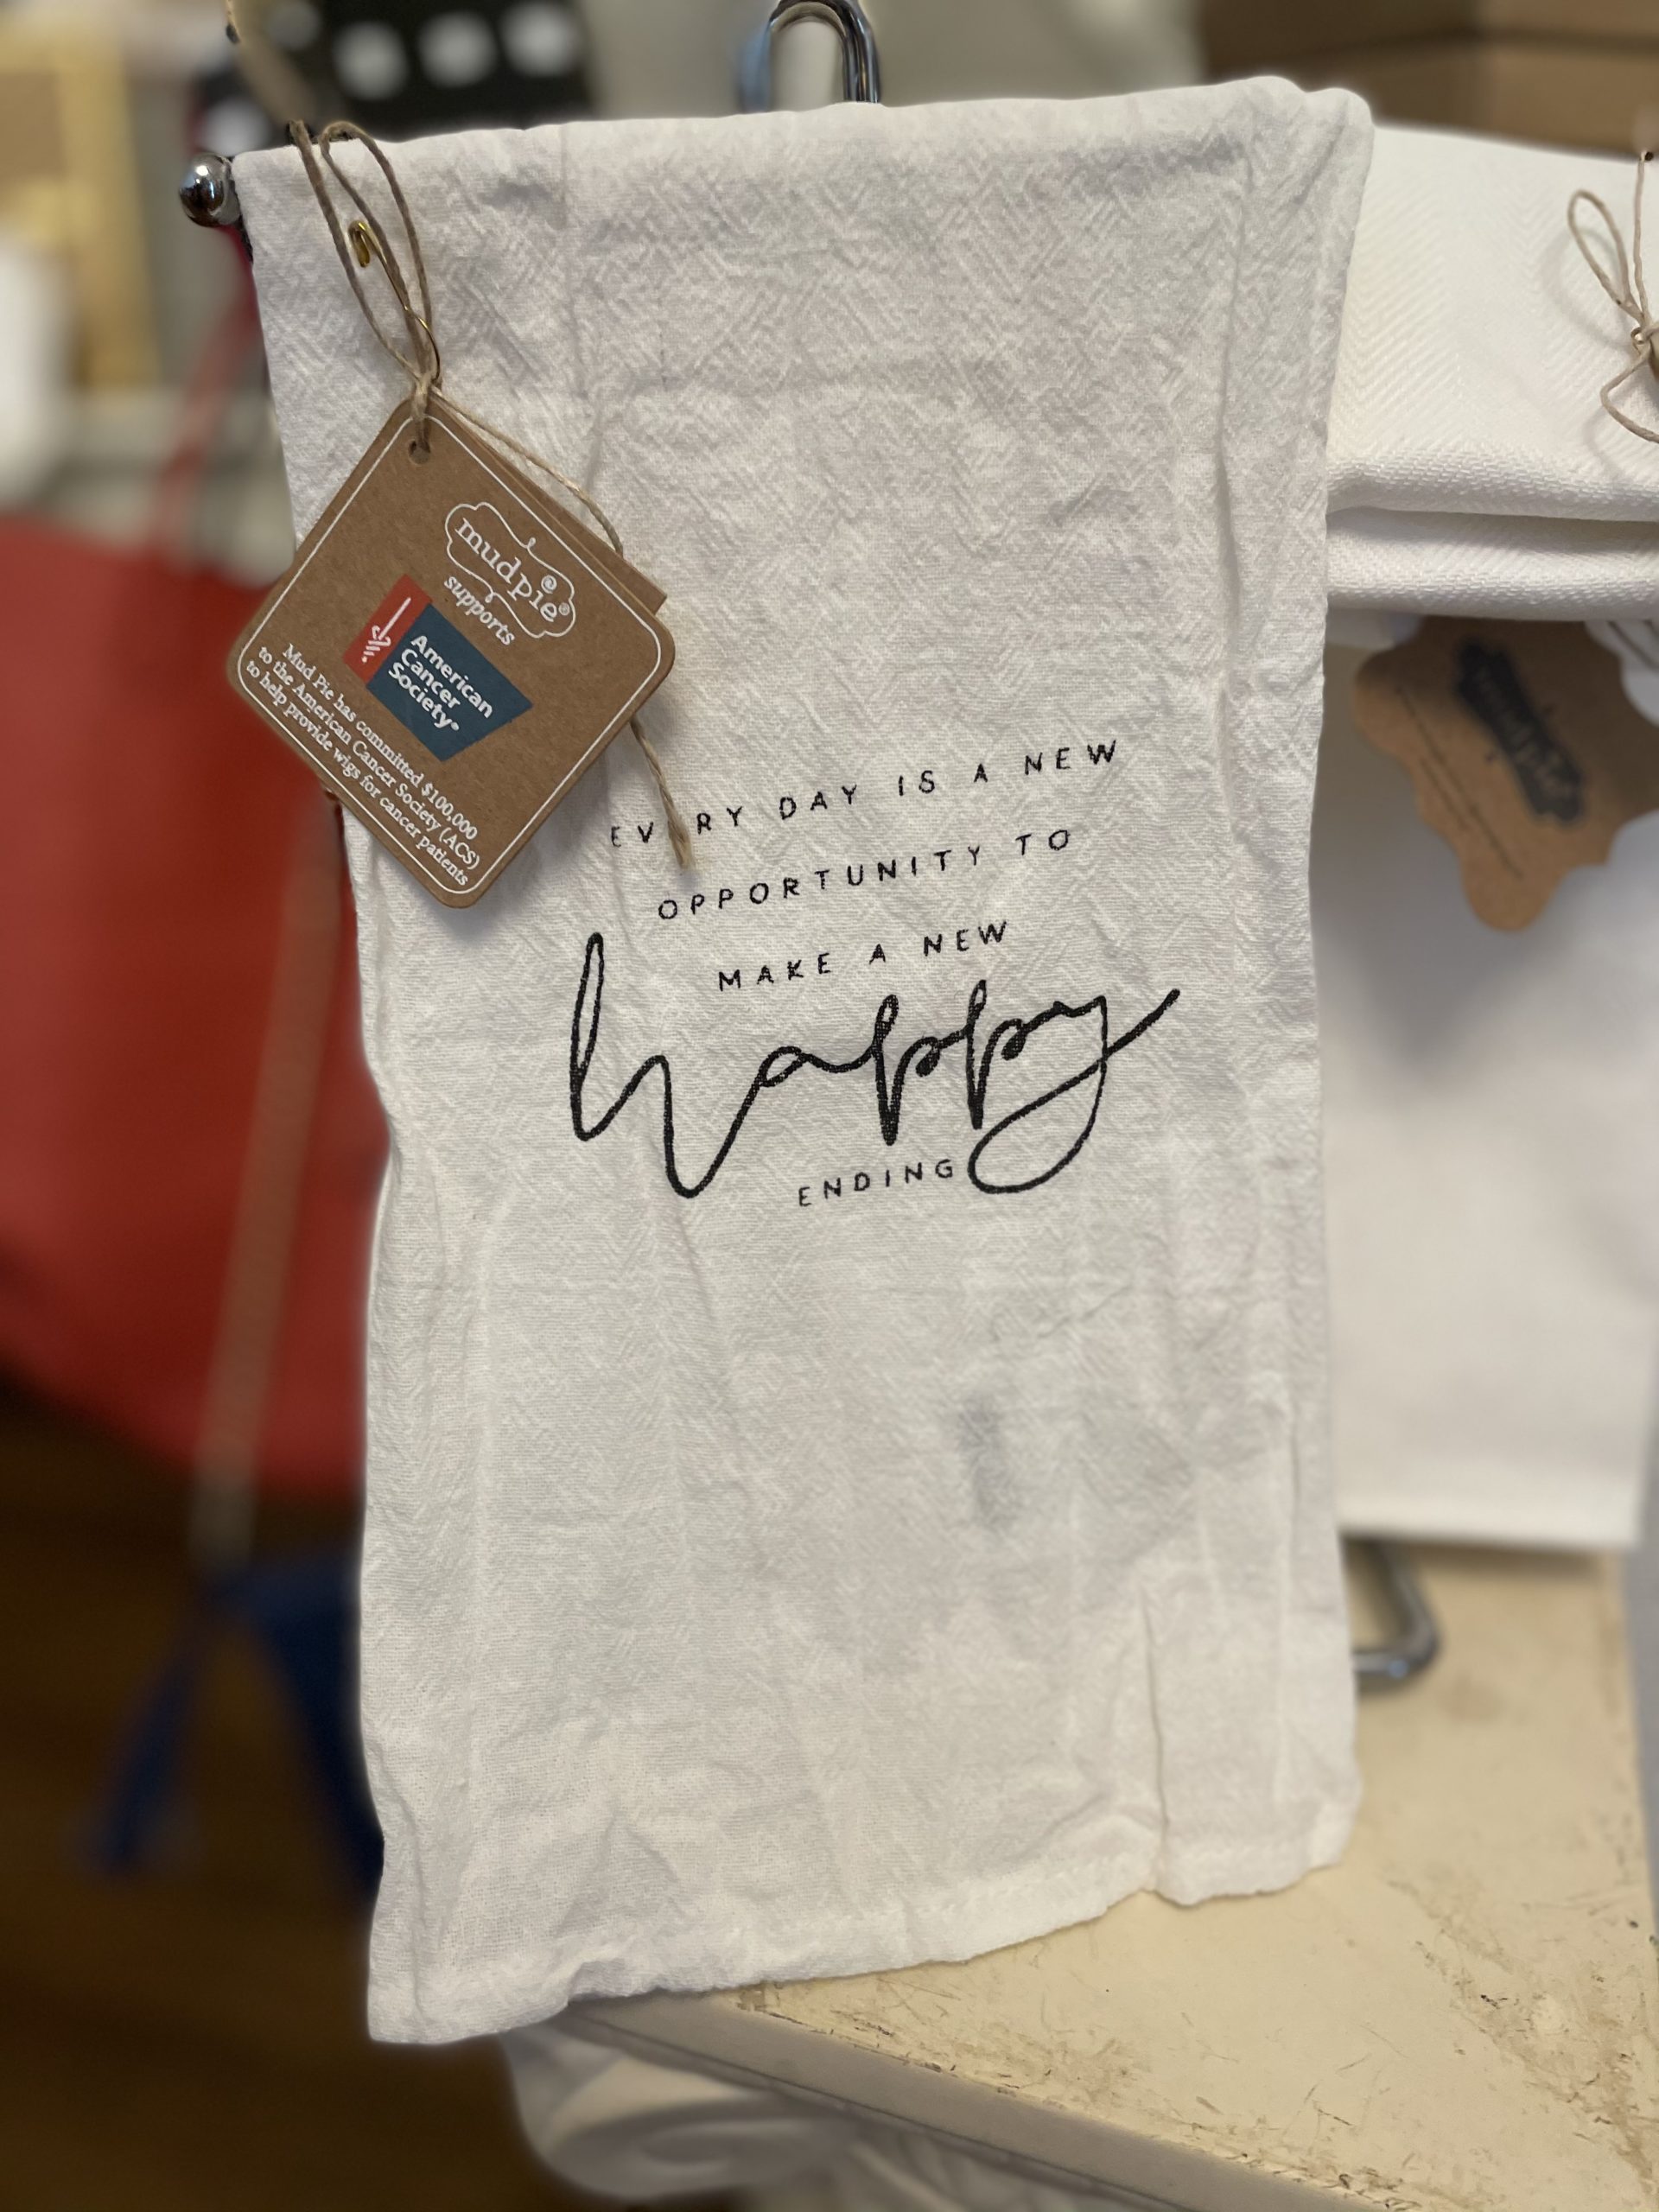 mudpie®
supports
American
Cancer
Society®
Mud Pie has committed $100,000
to the American Cancer Society (ACS)
to help provide wigs for cancer patients
EVERY DAY IS A NEW
OPPORTUNITY TO
MAKE A NEW
happy
ENDING